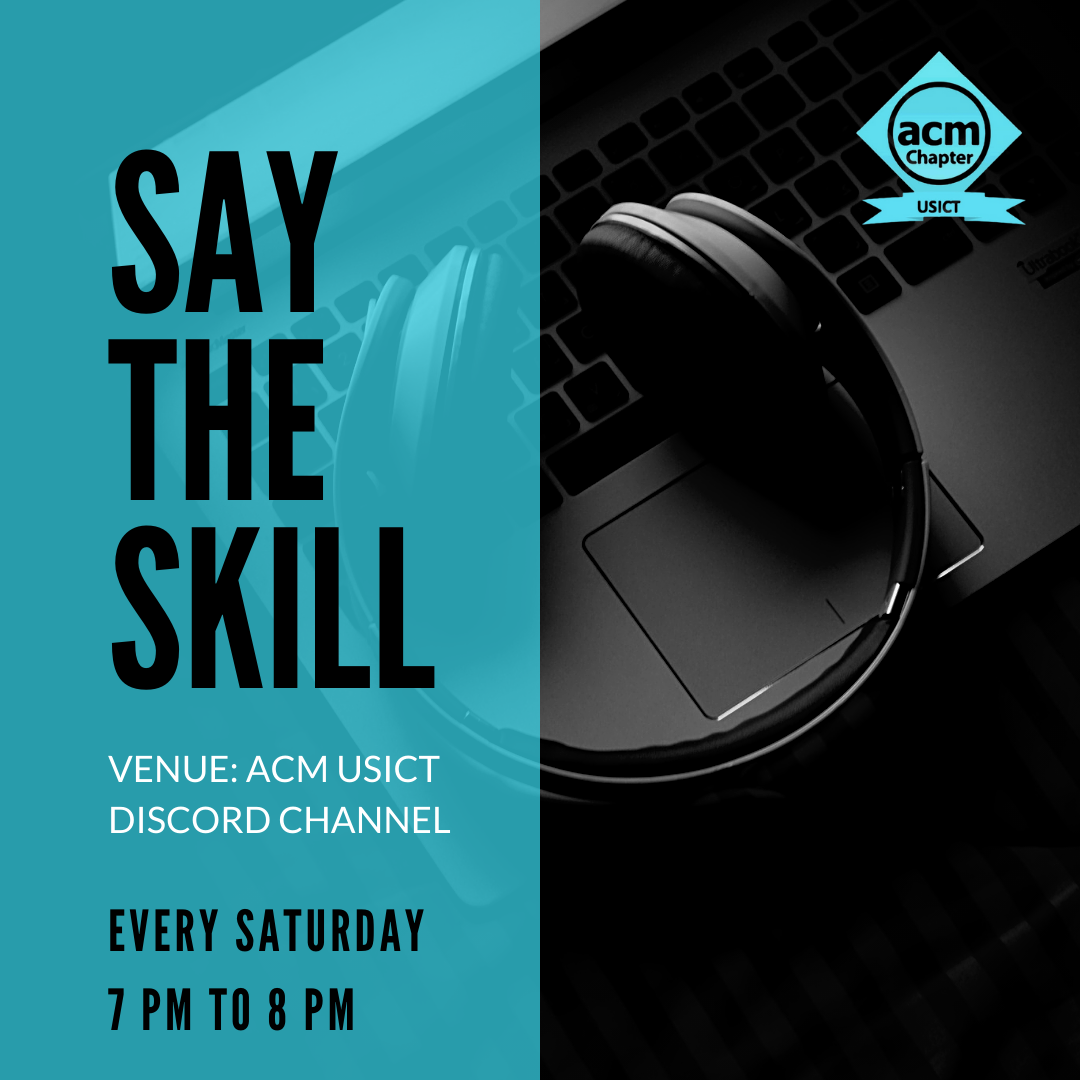 SAY
THE
SKILL
VENUE: ACM USICT
DISCORD CHANNEL
EVERY SATURDAY
7 PM TO 8 PM
acm
Chapter
USICT